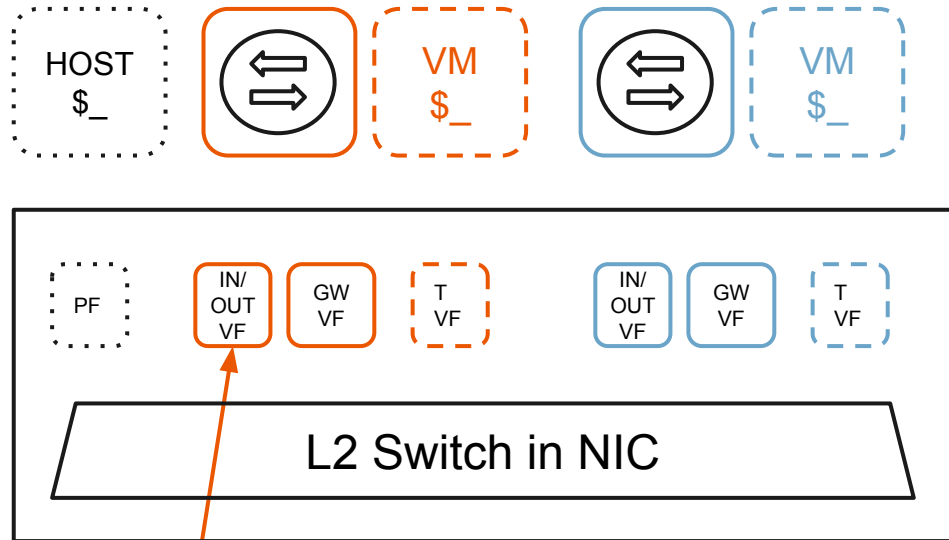 HOST
$_
VM
$_
VM
$_
PF
IN/
OUT
VF
GW
VF
T
VF
IN/
OUT
VF
GW
VF
T
VF
L2 Switch in NIC